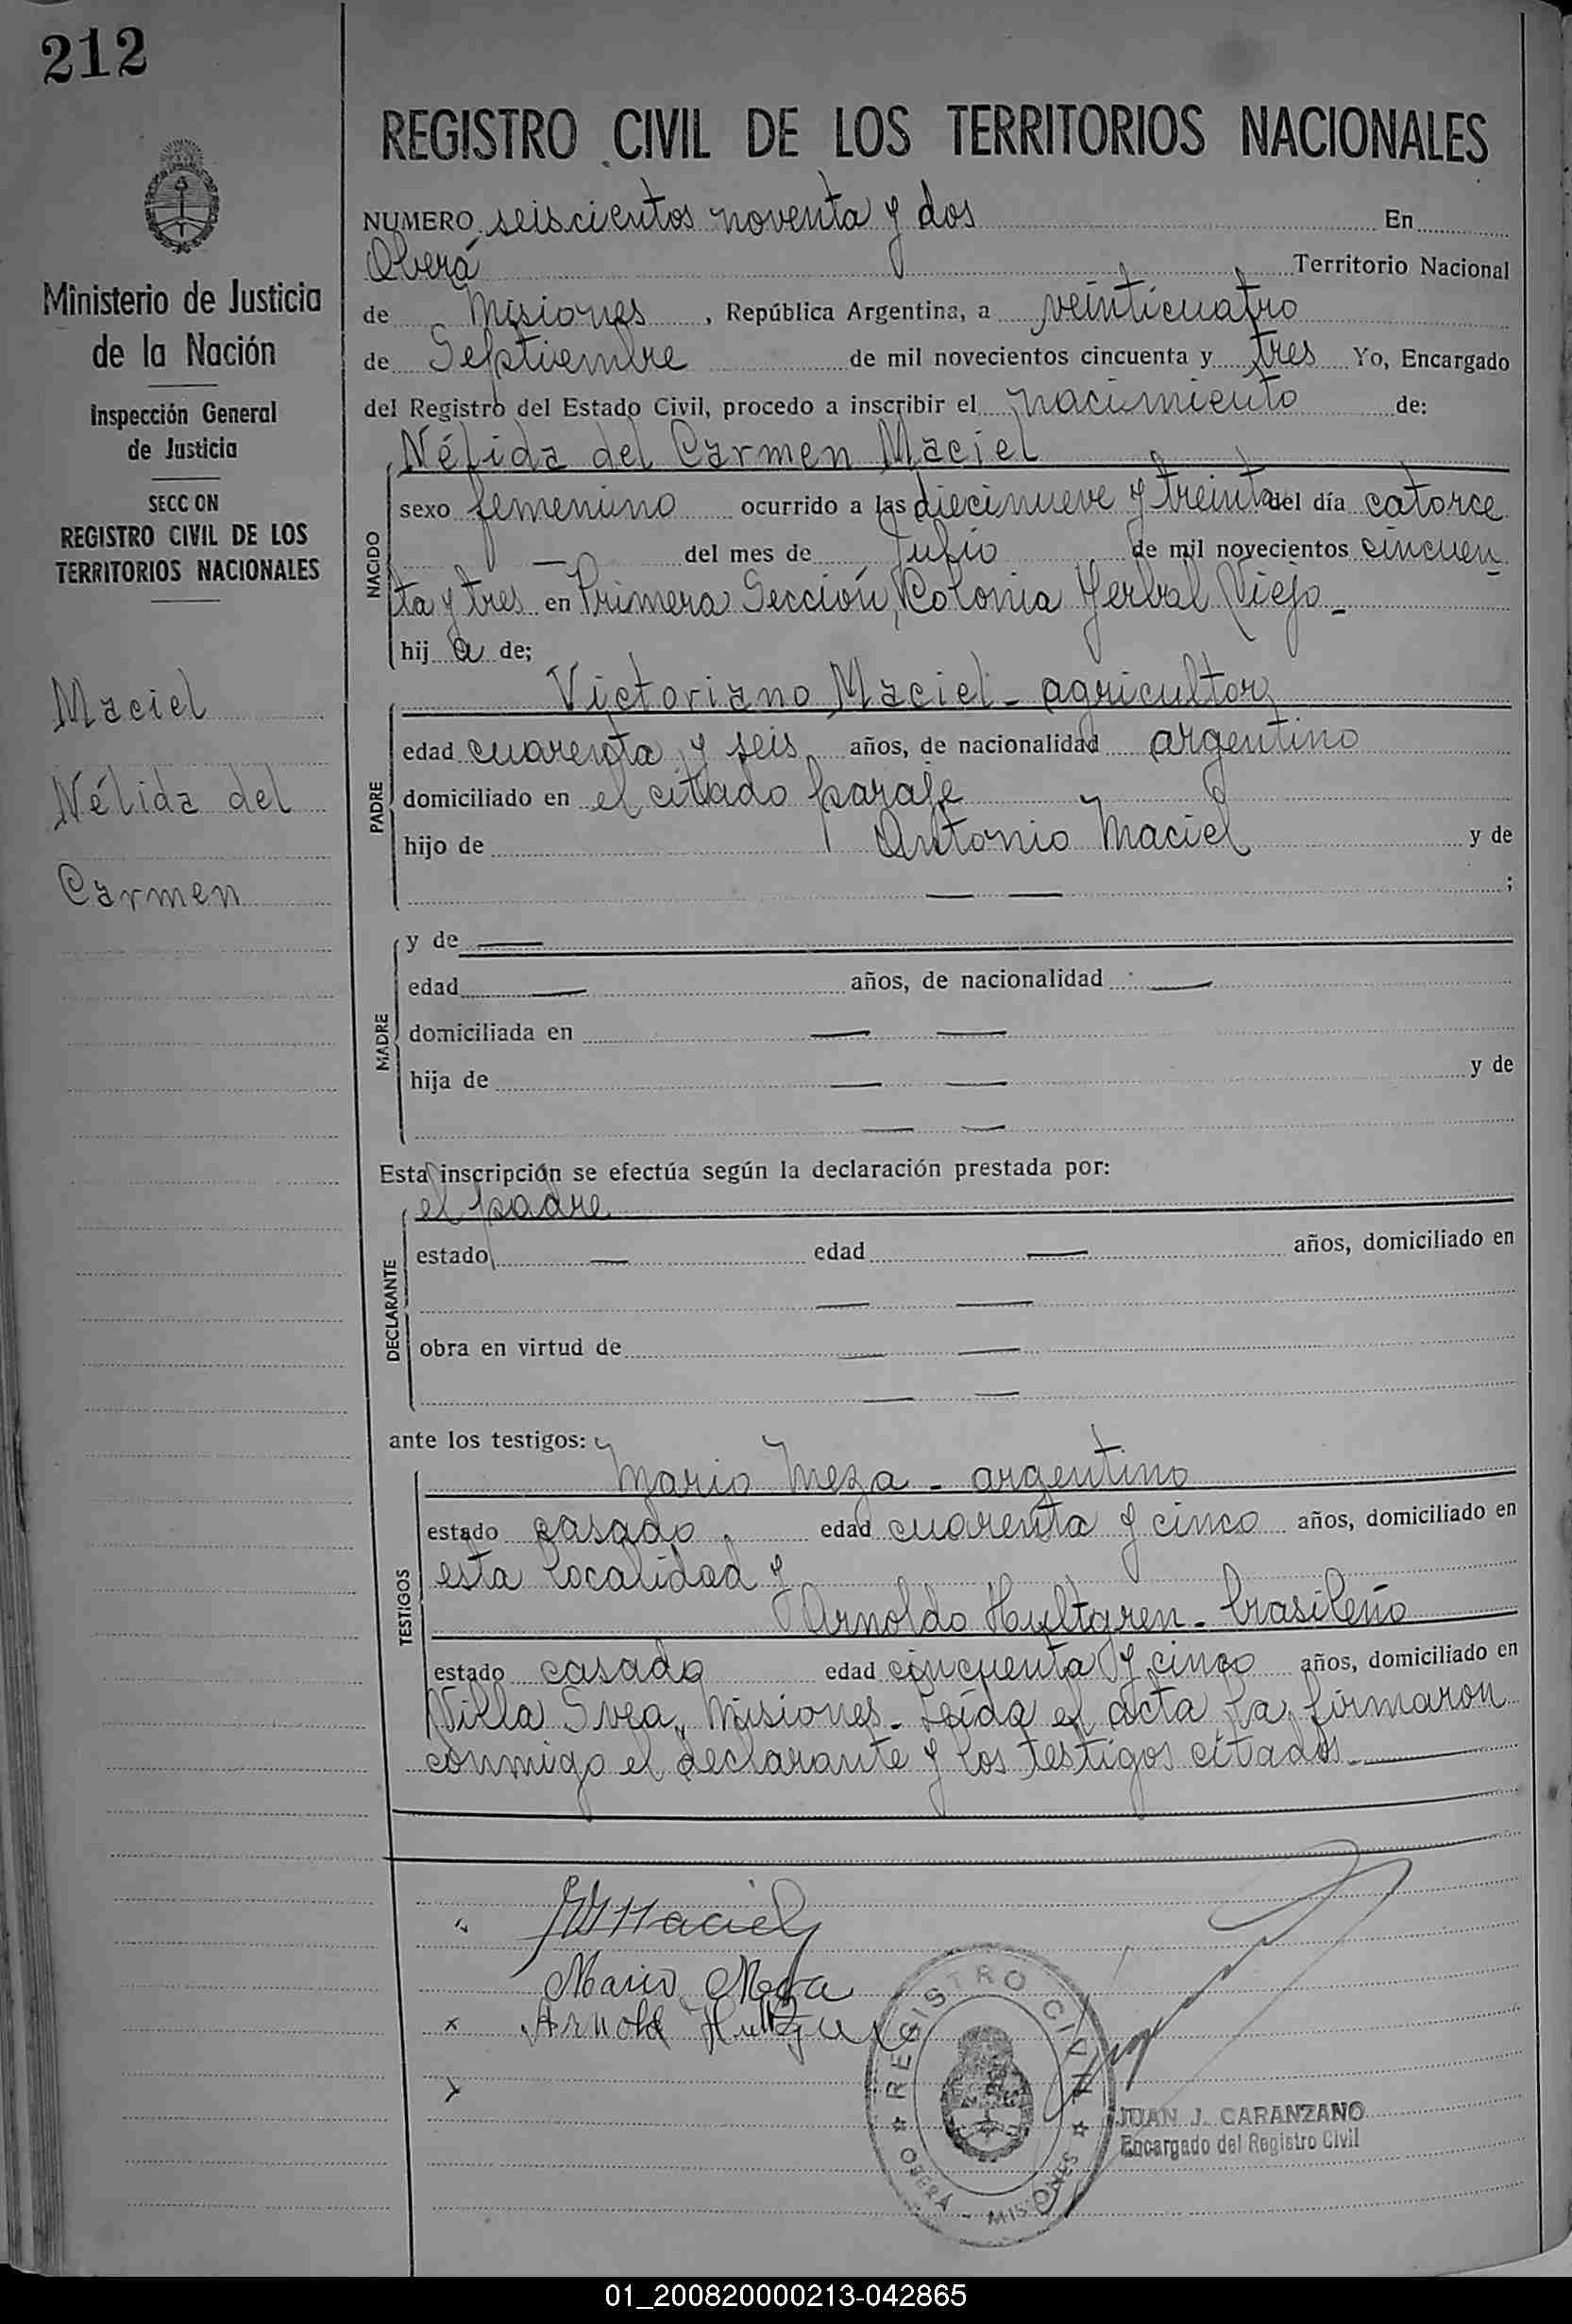 212
REGISTRO CIVIL DE LOS TERRITORIOS NACIONALES
Ministerio de Justicia
de la Nación
Inspección General
de Justicia
SECC ON
REGISTRO CIVIL DE LOS
TERRITORIOS NACIONALES
Maciel
Nélida del
Carmen
NUMERO seiscientos noventa y dos En
Oberá Territorio Nacional
de Misiones, República Argentina, a veinticuatro
de Septiembre de mil novecientos cincuenta y tres Yo, Encargado
del Registro del Estado Civil, procedo a inscribir el nacimiento de:
Nélida del Carmen Maciel
NACIDO
sexo femenino ocurrido a las diecinueve y treinta del día catorce
— del mes de Julio de mil novecientos cincuen
ta y tres en Primera Sección, Colonia Yerbal Viejo -
hij a de;
Victoriano Maciel - agricultor
PADRE
edad cuarenta y seis años, de nacionalidad argentino
domiciliado en el citado paraje
hijo de Antonio Maciel y de
— — ;
MADRE
y de —
edad — años, de nacionalidad —
domiciliada en — —
hija de — — y de
— —
Esta inscripción se efectúa según la declaración prestada por:
el padre
DECLARANTE
estado — edad — años, domiciliado en
— —
obra en virtud de — —
— —
ante los testigos:
Mario Meza - argentino
TESTIGOS
estado casado edad cuarenta y cinco años, domiciliado en
esta localidad y
Arnoldo Hultgren - brasileño
estado casado edad cincuenta y cinco años, domiciliado en
Villa Svea, Misiones. Leída el acta la firmaron
conmigo el declarante y los testigos citados. —
Maciel
Mario Meza
x Arnold Hultgren
REGISTRO CIVIL
OBERÁ - MISIONES
JUAN J. CARANZANO
Encargado del Registro Civil
01_200820000213-042865